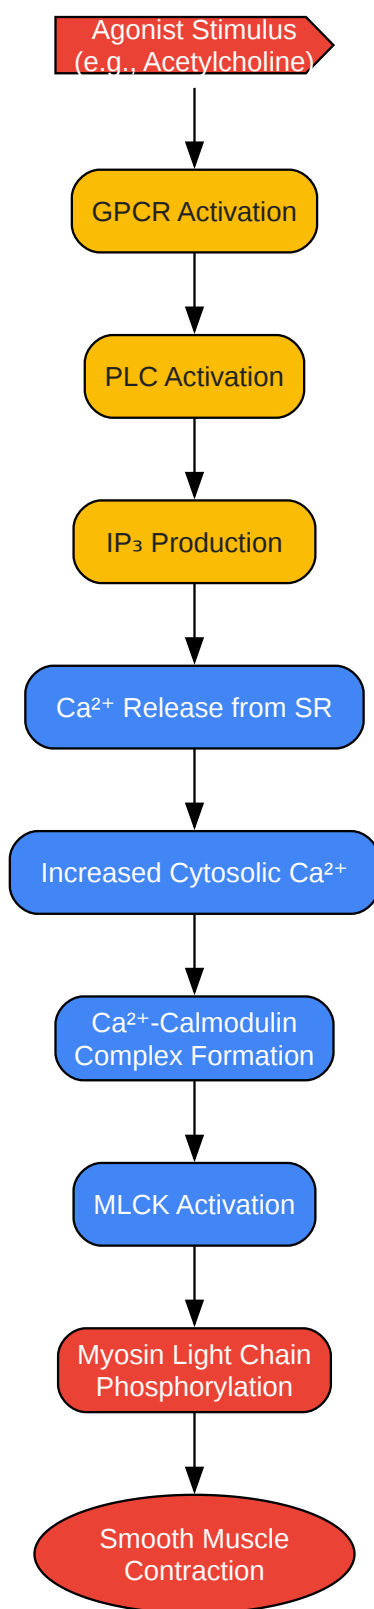 Agonist Stimulus
(e.g., Acetylcholine)
GPCR Activation
PLC Activation
IP₃ Production
Ca²⁺ Release from SR
Increased Cytosolic Ca²⁺
Ca²⁺-Calmodulin
Complex Formation
MLCK Activation
Myosin Light Chain
Phosphorylation
Smooth Muscle
Contraction